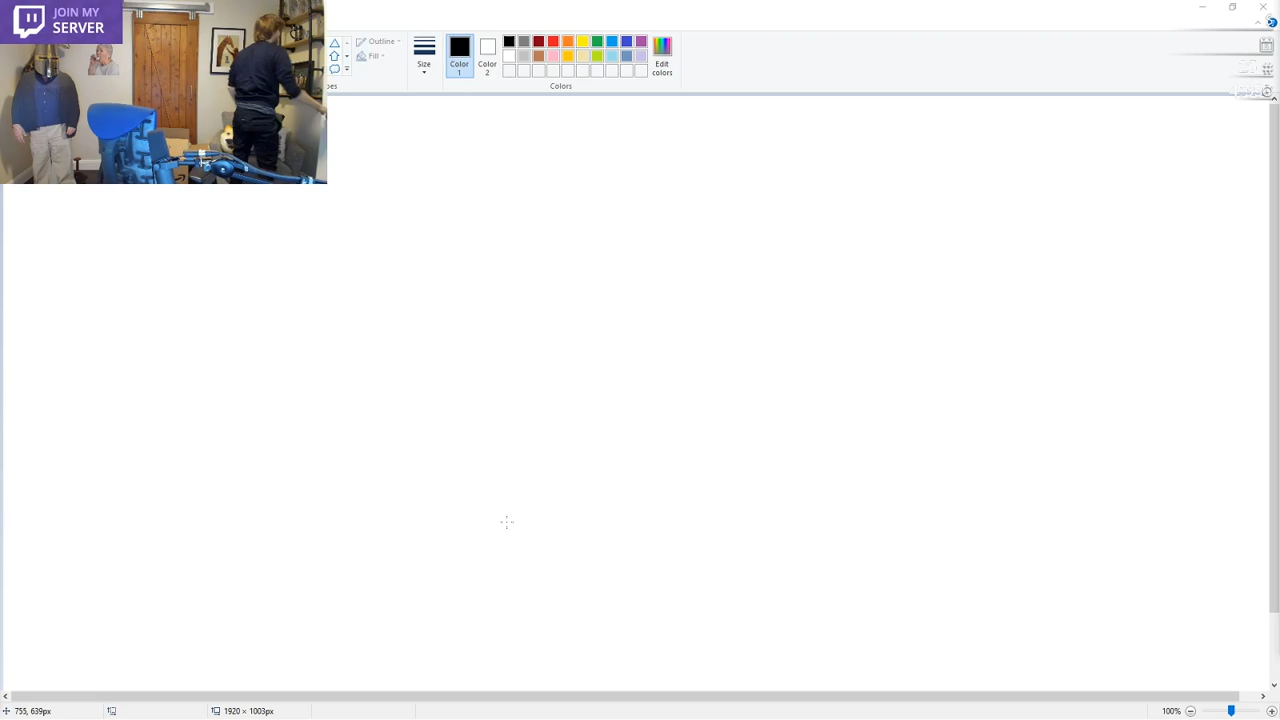 JOIN MY
SERVER
Outline
Fill
Size
Color
1
Color
2
Edit
colors
Colors
755, 639px
1920 × 1003px
100%